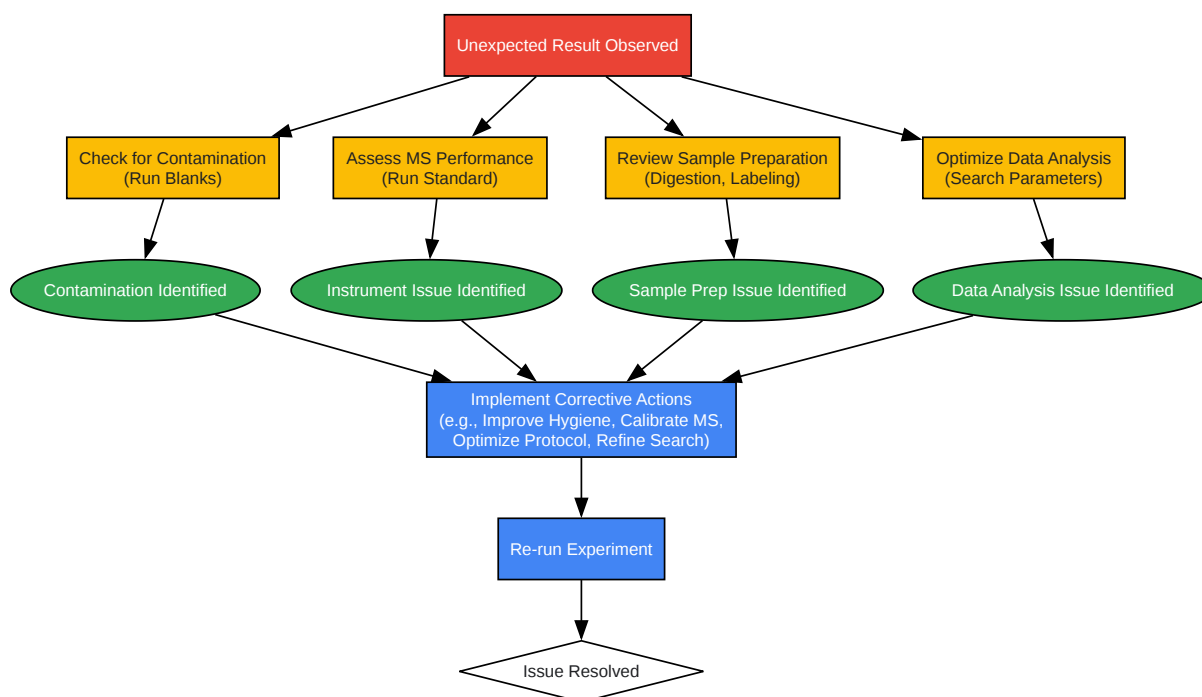 Unexpected Result Observed
Check for Contamination
(Run Blanks)
Assess MS Performance
(Run Standard)
Review Sample Preparation
(Digestion, Labeling)
Optimize Data Analysis
(Search Parameters)
Contamination Identified
Instrument Issue Identified
Sample Prep Issue Identified
Data Analysis Issue Identified
Implement Corrective Actions
(e.g., Improve Hygiene, Calibrate MS,
Optimize Protocol, Refine Search)
Re-run Experiment
Issue Resolved